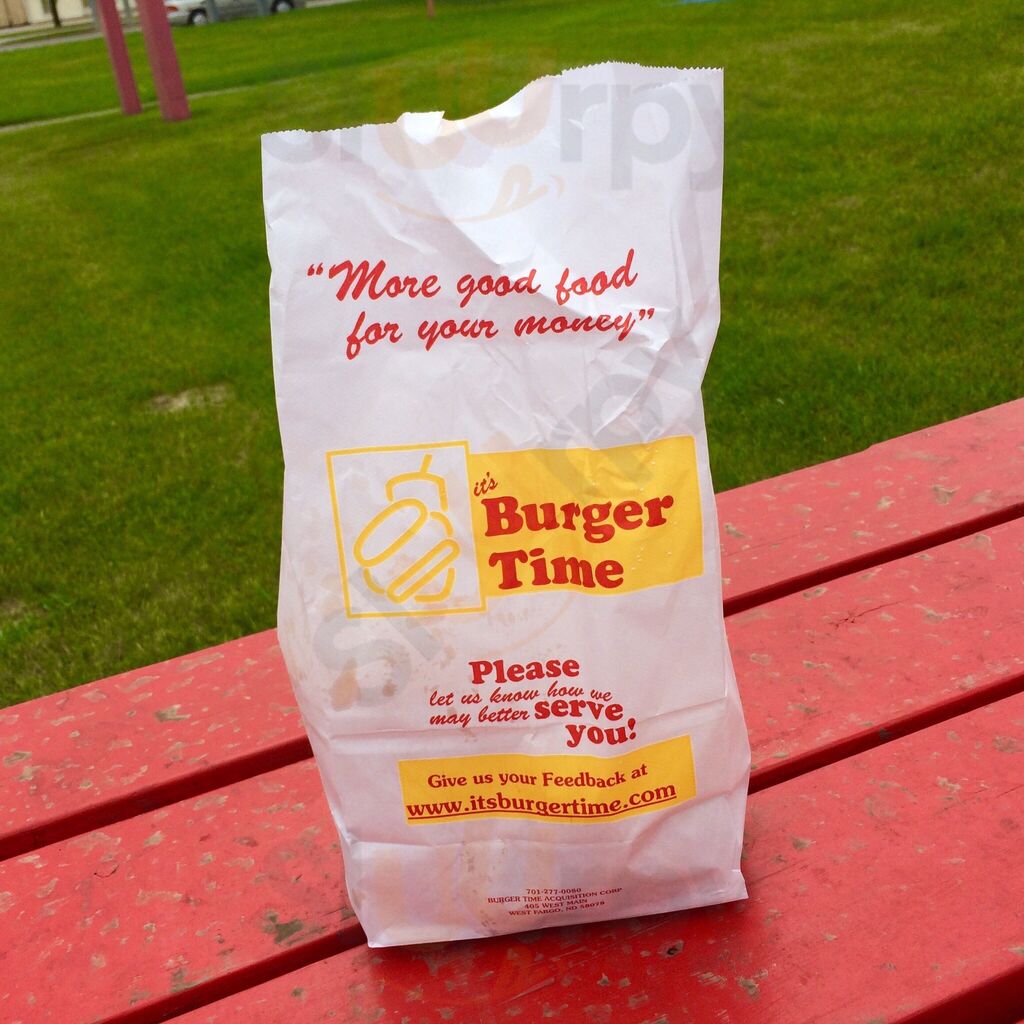 “More good food
for your money”
it's
Burger
Time
Please
let us know how we
may better serve
you!
Give us your Feedback at
www.itsburgertime.com
701-277-0080
BURGER TIME ACQUISITION CORP
405 WEST MAIN
WEST FARGO, ND 58078